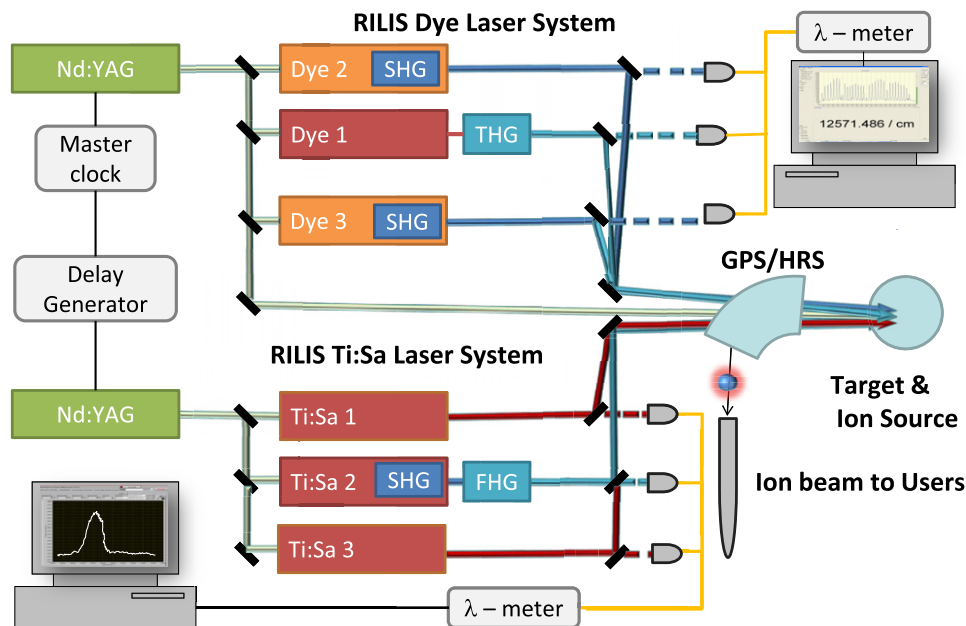 RILIS Dye Laser System
λ – meter
Nd:YAG
Dye 2
SHG
12571.486 / cm
Dye 1
THG
Master
clock
Dye 3
SHG
GPS/HRS
Delay
Generator
RILIS Ti:Sa Laser System
Nd:YAG
Ti:Sa 1
Target &
Ion Source
Ti:Sa 2
SHG
FHG
Ion beam to Users
Ti:Sa 3
λ – meter